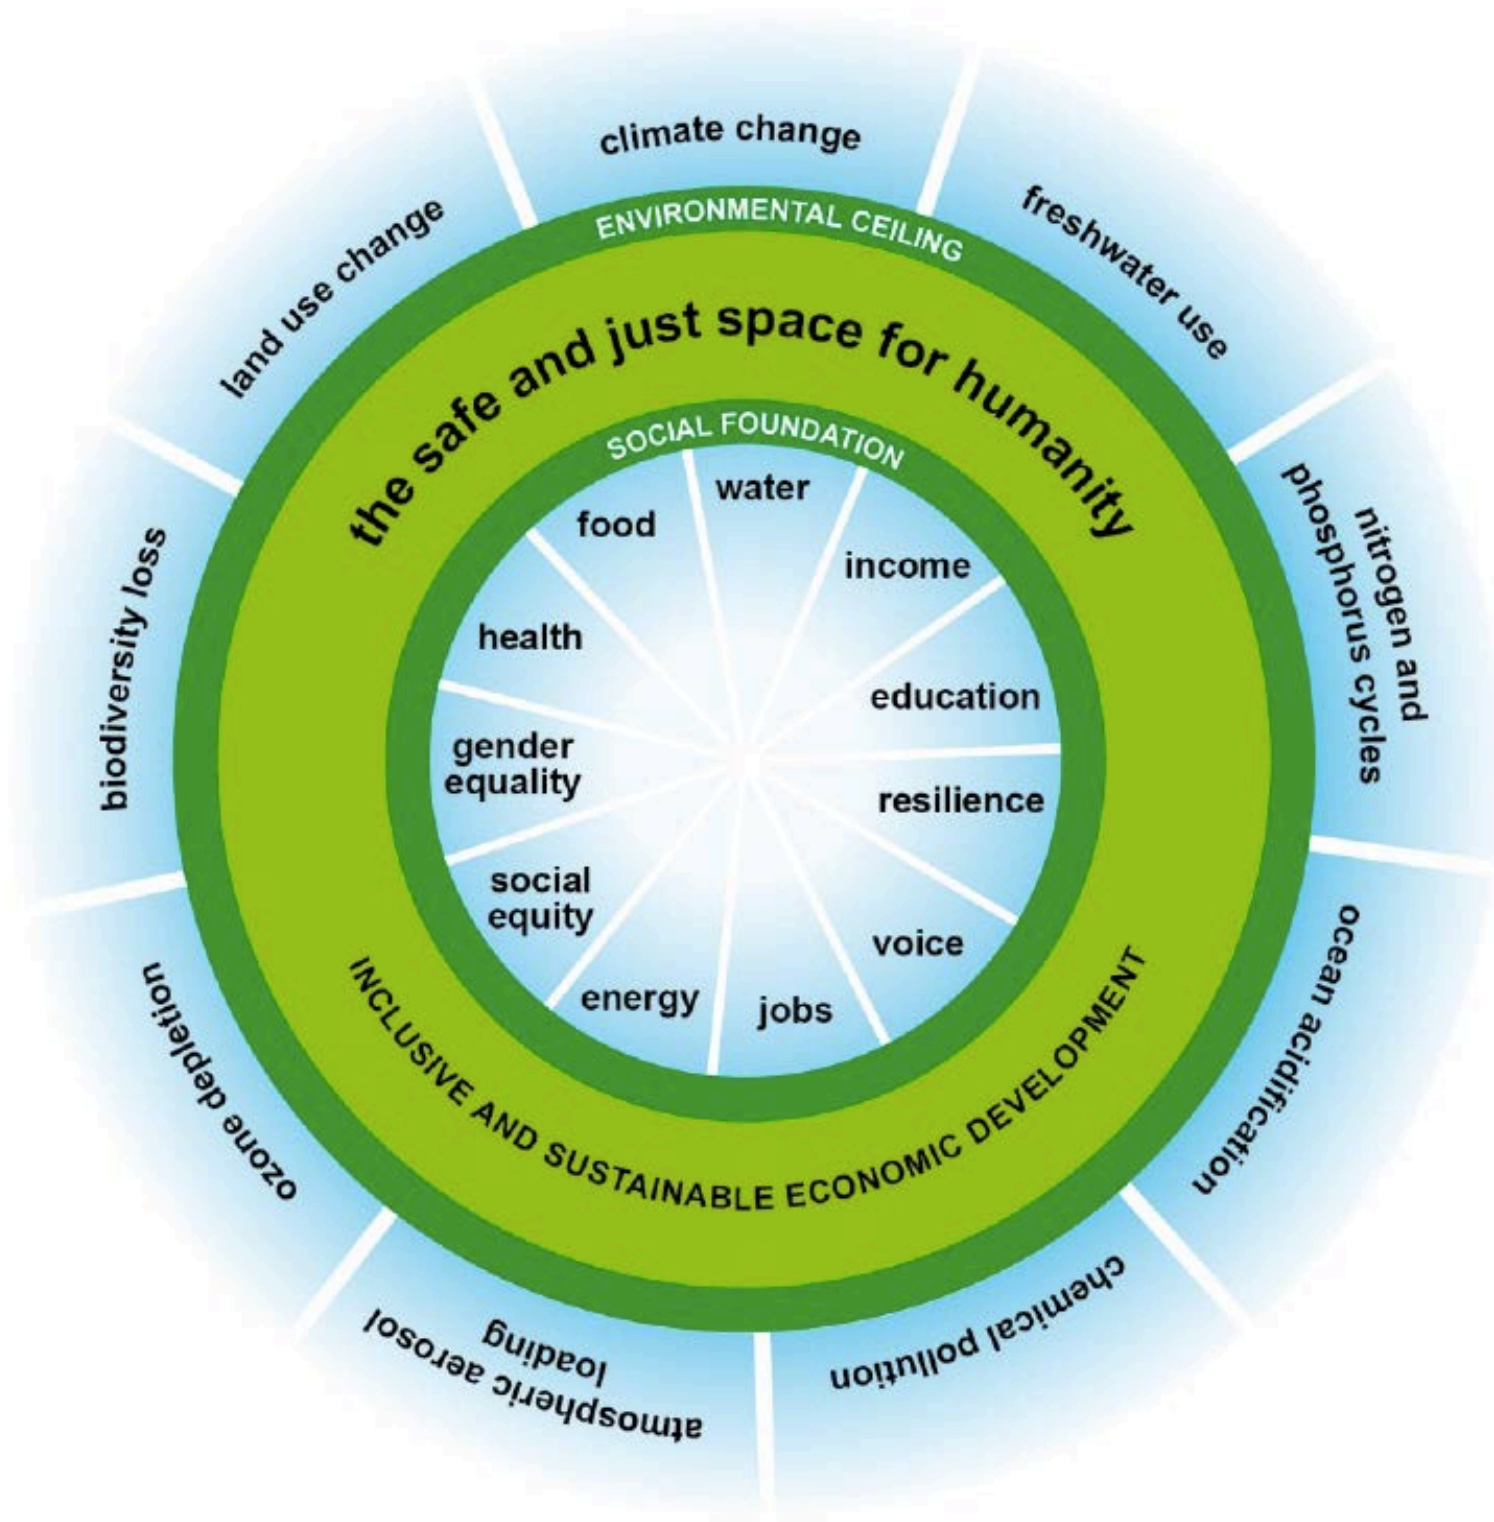 climate change
freshwater use
nitrogen and
phosphorus cycles
ocean acidification
chemical pollution
atmospheric aerosol
loading
ozone depletion
biodiversity loss
land use change
ENVIRONMENTAL CEILING
the safe and just space for humanity
SOCIAL FOUNDATION
water
income
education
resilience
voice
jobs
energy
social
equity
gender
equality
health
food
INCLUSIVE AND SUSTAINABLE ECONOMIC DEVELOPMENT